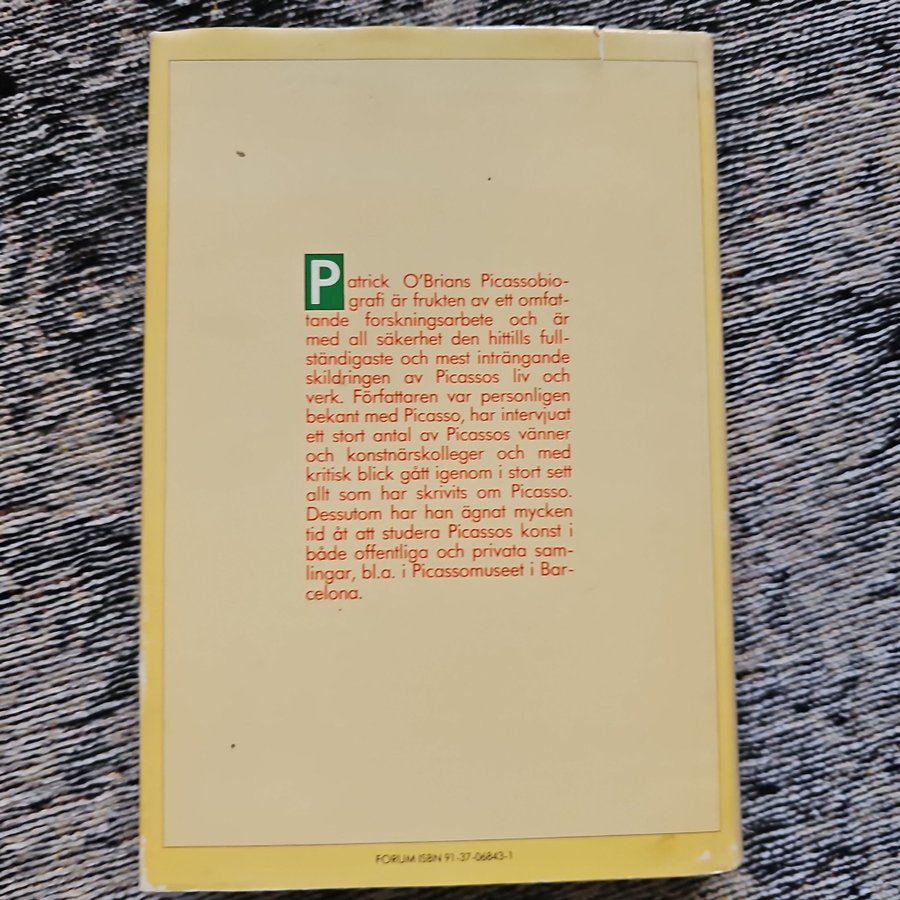 Patrick O'Brians Picassobio-
grafi är frukten av ett omfat-
tande forskningsarbete och är
med all säkerhet den hittills full-
ständigaste och mest inträngande
skildringen av Picassos liv och
verk. Författaren var personligen
bekant med Picasso, har intervjuat
ett stort antal av Picassos vänner
och konstnärskolleger och med
kritisk blick gått igenom i stort sett
allt som har skrivits om Picasso.
Dessutom har han ägnat mycken
tid åt att studera Picassos konst i
både offentliga och privata sam-
lingar, bl.a. i Picassomuseet i Bar-
celona.
FORUM ISBN 91-37-06843-1